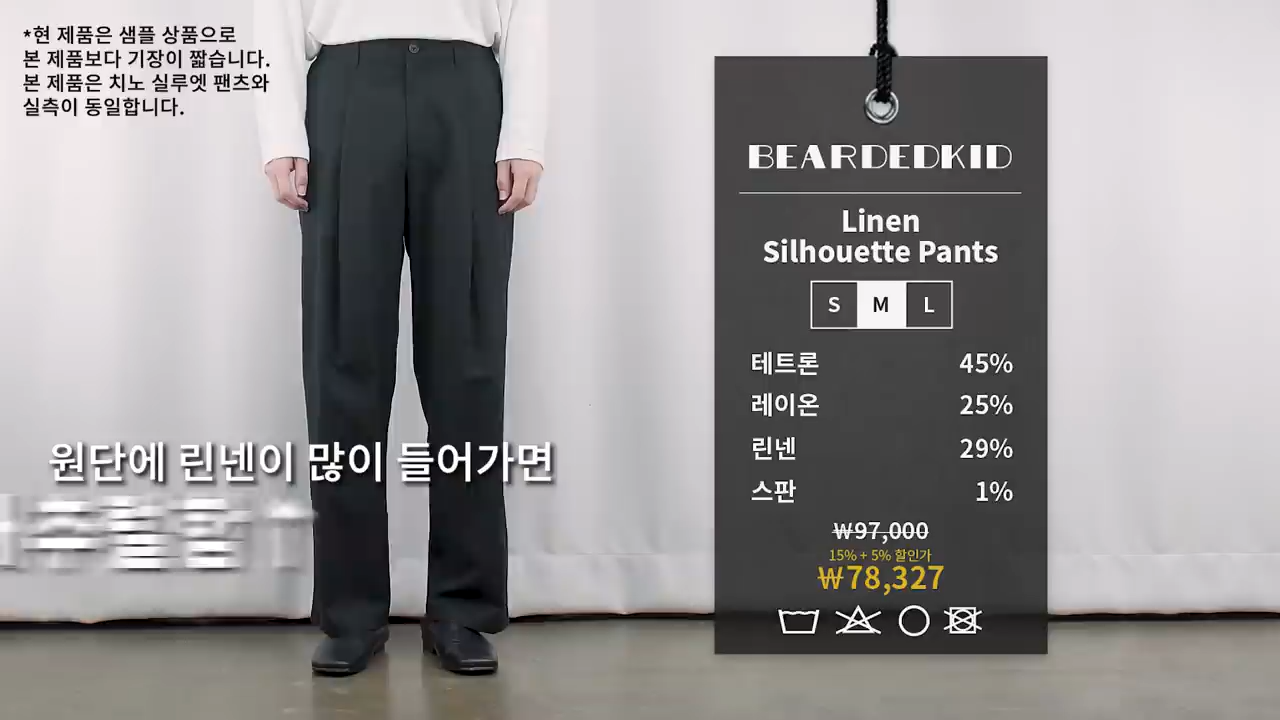 *현 제품은 샘플 상품으로
본 제품보다 기장이 짧습니다.
본 제품은 치노 실루엣 팬츠와
실측이 동일합니다.
BEARDEDKID
Linen
Silhouette Pants
S M L
테트론 45%
레이온 25%
린넨 29%
스판 1%
₩97,000
15% + 5% 할인가
₩78,327
원단에 린넨이 많이 들어가면